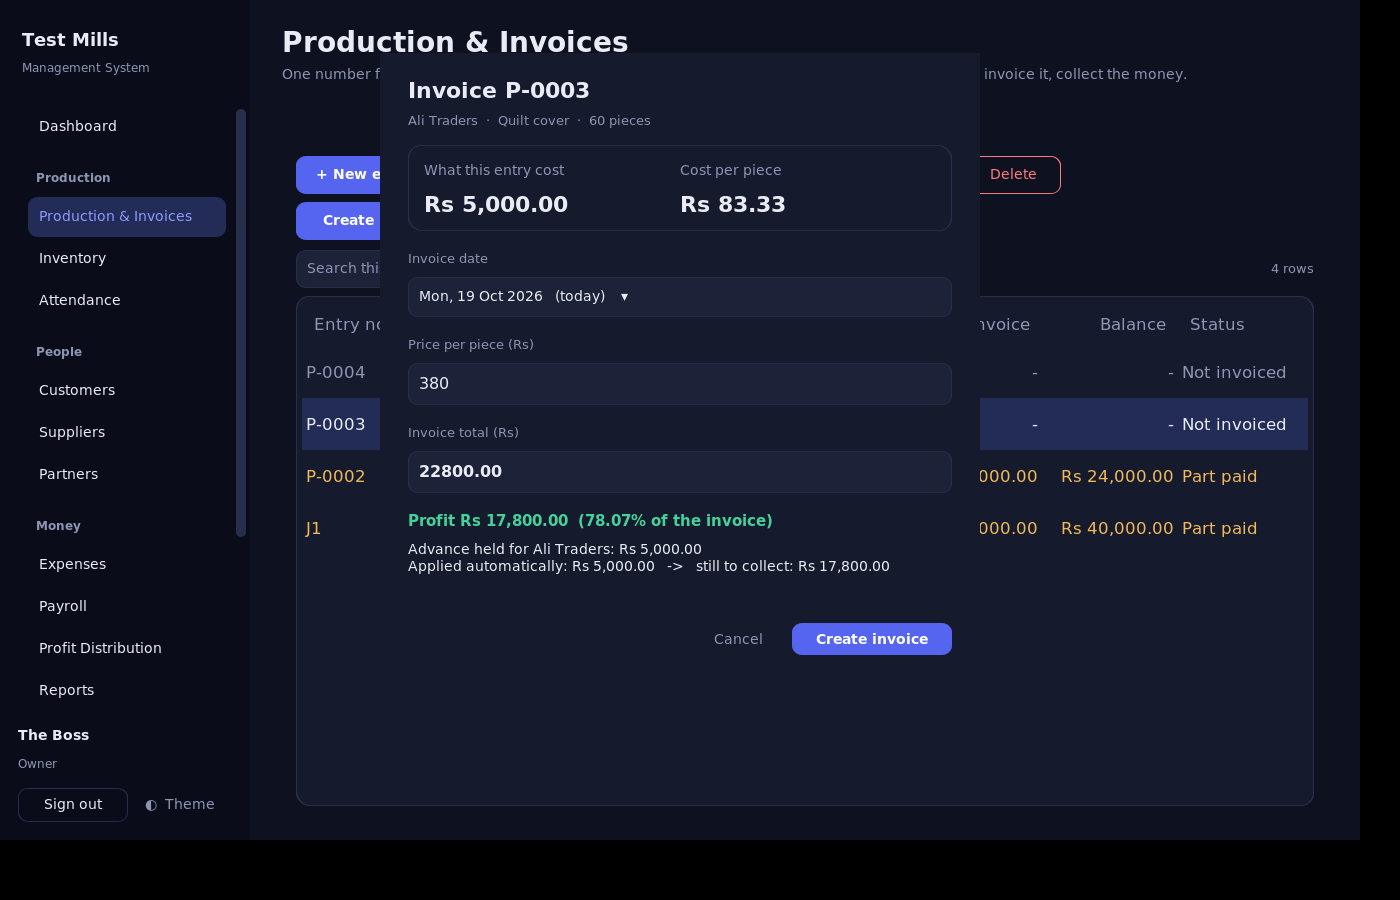 Test Mills
Management System
Dashboard
Production
Production & Invoices
Inventory
Attendance
People
Customers
Suppliers
Partners
Money
Expenses
Payroll
Profit Distribution
Reports
The Boss
Owner
Sign out
◐ Theme
Production & Invoices
One number
invoice it, collect the money.
+ New
Delete
Create
Search
4 rows
Entry
Balance
Status
P-0004
-
- Not invoiced
P-0003
-
- Not invoiced
P-0002
000.00
Rs 24,000.00 Part paid
J1
000.00
Rs 40,000.00 Part paid
Invoice P-0003
Ali Traders · Quilt cover · 60 pieces
What this entry cost
Cost per piece
Rs 5,000.00
Rs 83.33
Invoice date
Mon, 19 Oct 2026 (today) ▾
Price per piece (Rs)
380
Invoice total (Rs)
22800.00
Profit Rs 17,800.00 (78.07% of the invoice)
Advance held for Ali Traders: Rs 5,000.00
Applied automatically: Rs 5,000.00 -> still to collect: Rs 17,800.00
Cancel
Create invoice